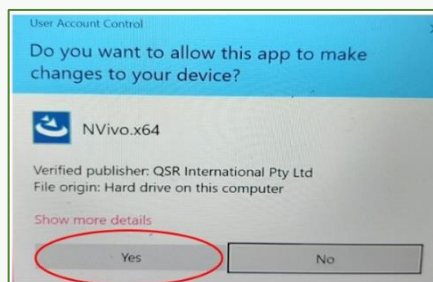 User Account Control
Do you want to allow this app to make
changes to your device?
NVivo.x64
Verified publisher: QSR International Pty Ltd
File origin: Hard drive on this computer
Show more details
Yes
No